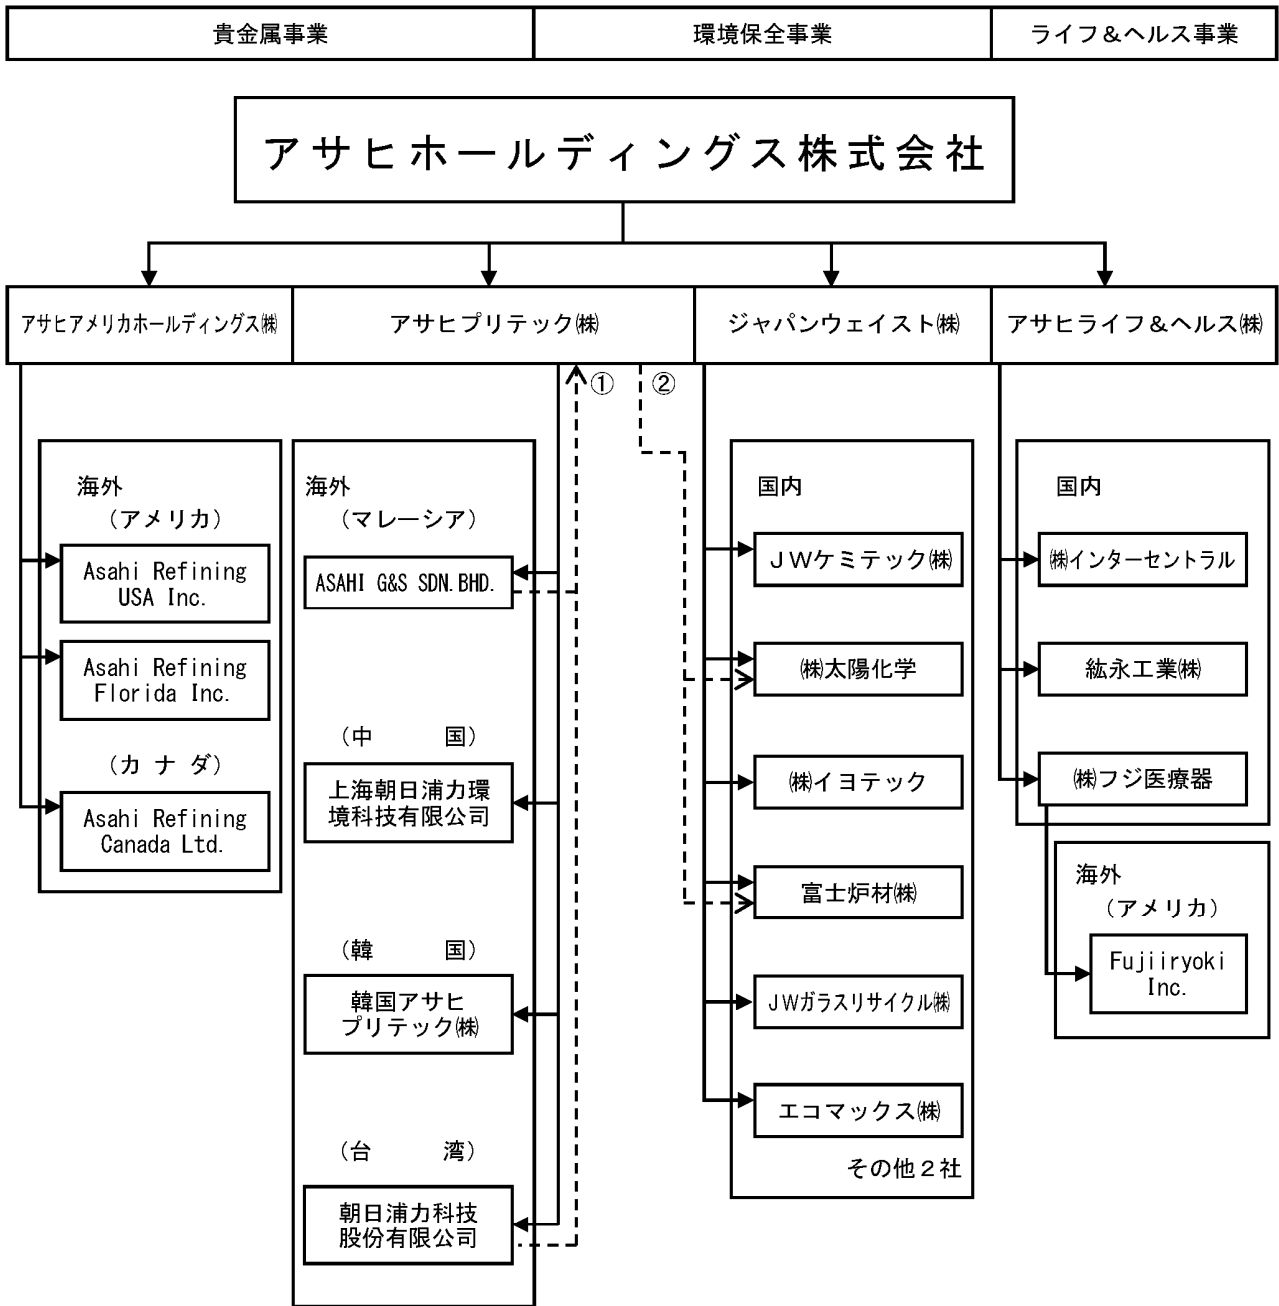 貴金属事業
環境保全事業
ライフ＆ヘルス事業
アサヒホールディングス株式会社
アサヒアメリカホールディングス㈱
アサヒプリテック㈱
ジャパンウェイスト㈱
アサヒライフ＆ヘルス㈱
①
②
海外
（アメリカ）
Asahi Refining
USA Inc.
Asahi Refining
Florida Inc.
（カナダ）
Asahi Refining
Canada Ltd.
海外
（マレーシア）
ASAHI G&S SDN. BHD.
（中　　国）
上海朝日浦力環
境科技有限公司
（韓　　国）
韓国アサヒ
プリテック㈱
（台　　湾）
朝日浦力科技
股份有限公司
国内
ＪＷケミテック㈱
㈱太陽化学
㈱イヨテック
富士炉材㈱
ＪＷガラスリサイクル㈱
エコマックス㈱
その他２社
国内
㈱インターセントラル
紘永工業㈱
㈱フジ医療器
海外
（アメリカ）
Fujiiryoki
Inc.